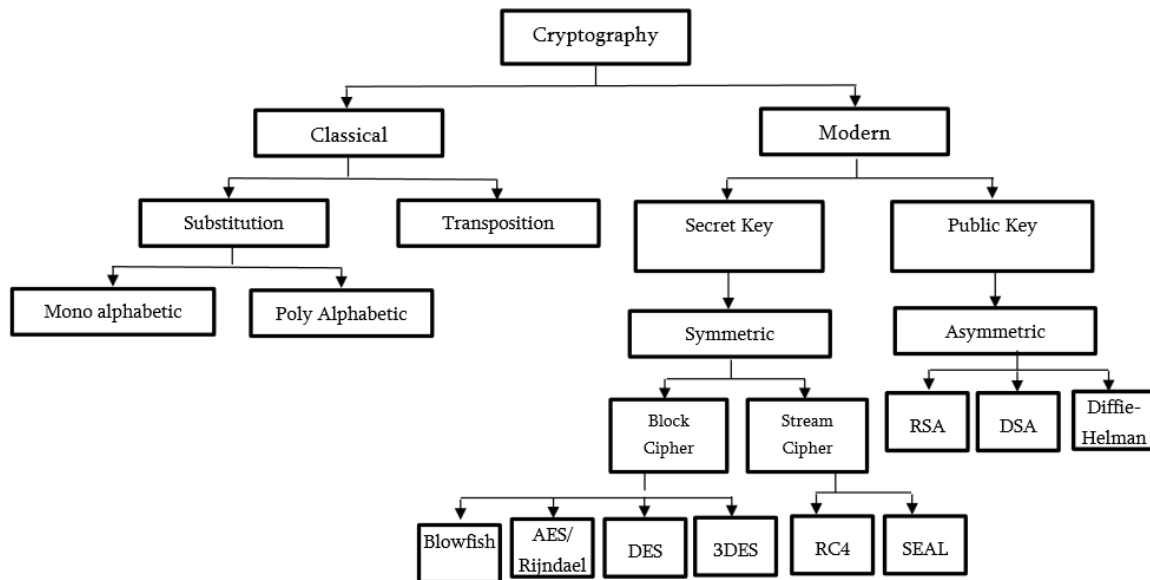 Cryptography
Classical
Modern
Substitution
Transposition
Secret Key
Public Key
Mono alphabetic
Poly Alphabetic
Symmetric
Asymmetric
Block
Cipher
Stream
Cipher
RSA
DSA
Diffie-
Helman
Blowfish
AES/
Rijndael
DES
3DES
RC4
SEAL